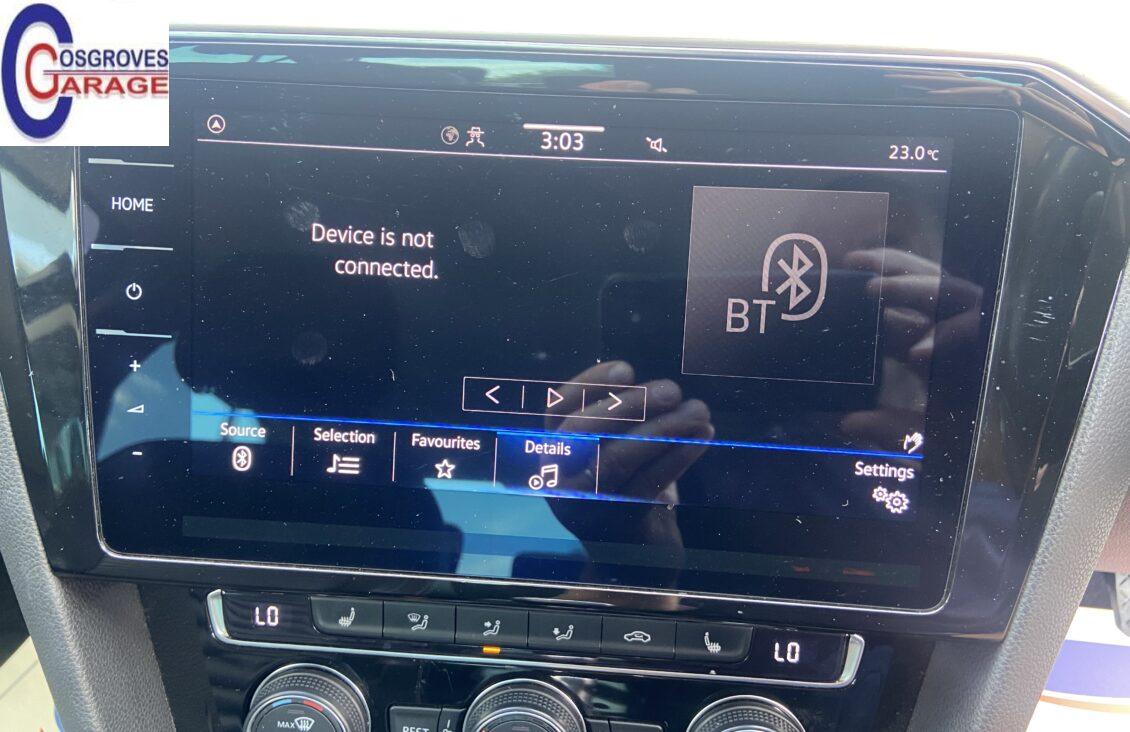 COSGROVES
GARAGE
3:03
23.0°C
HOME
Device is not
connected.
BT
Source
Selection
Favourites
Details
Settings
LO
LO
MAX
REST